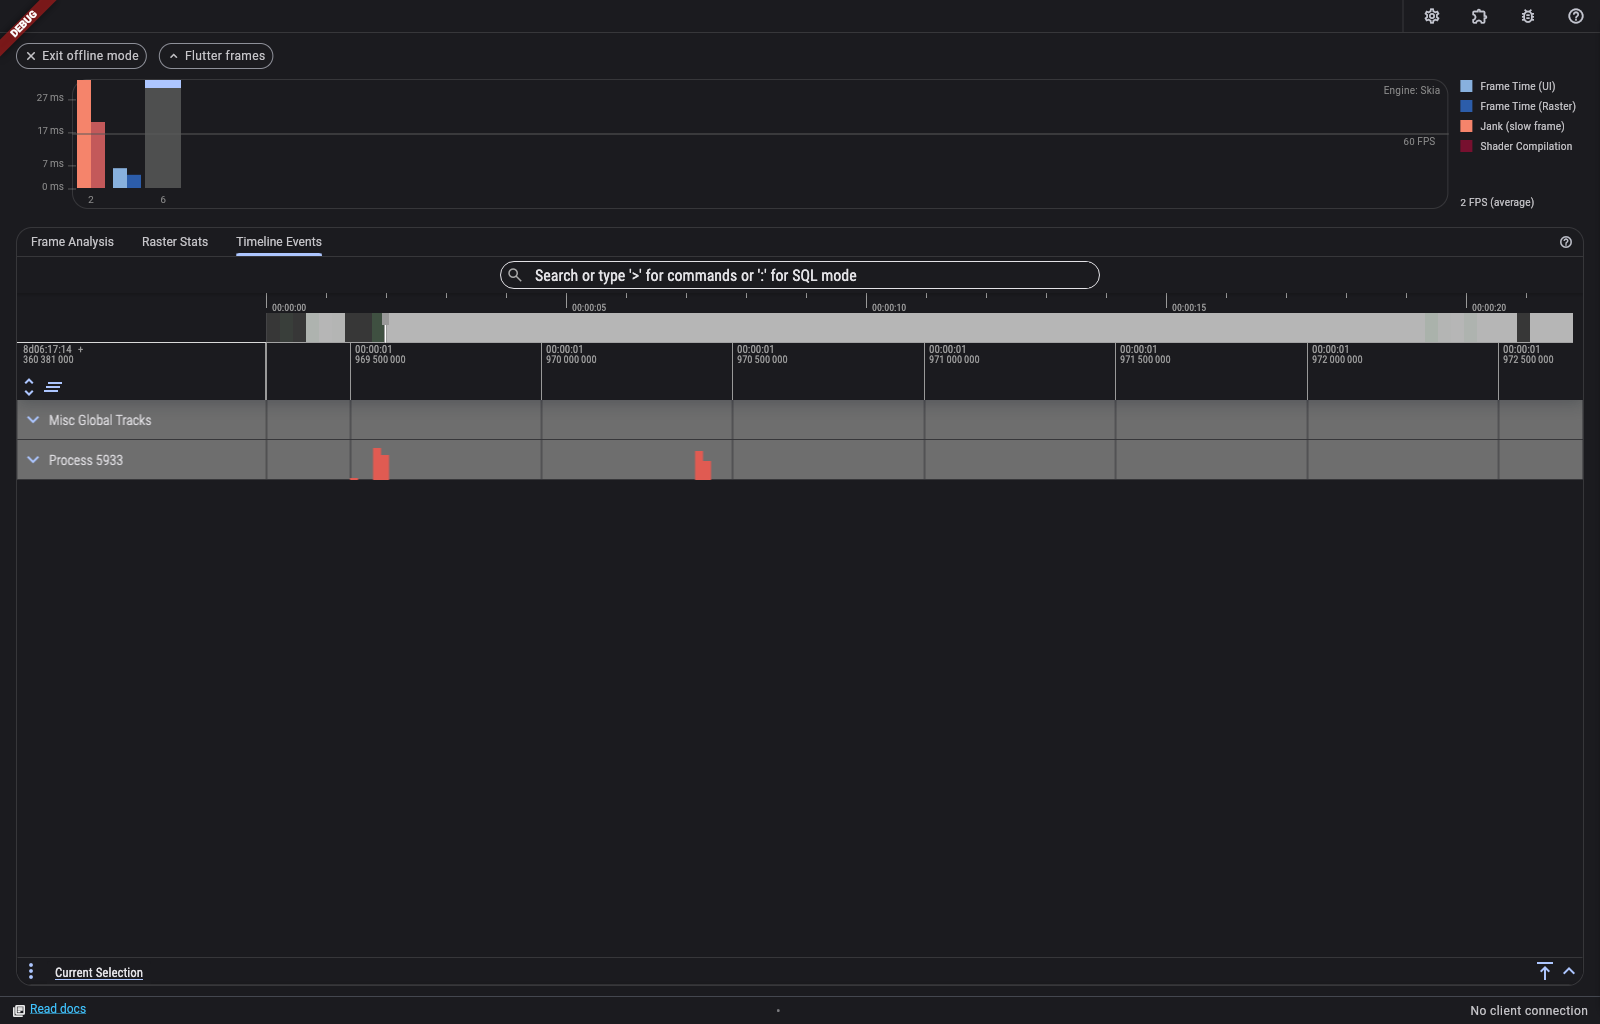 DEBUG
Exit offline mode
Flutter frames
27 ms
17 ms
7 ms
0 ms
2
6
Engine: Skia
60 FPS
Frame Time (UI)
Frame Time (Raster)
Jank (slow frame)
Shader Compilation
2 FPS (average)
Frame Analysis
Raster Stats
Timeline Events
Search or type '>' for commands or ':' for SQL mode
00:00:00
00:00:05
00:00:10
00:00:15
00:00:20
8d06:17:14 +
360 381 000
00:00:01
969 500 000
00:00:01
970 000 000
00:00:01
970 500 000
00:00:01
971 000 000
00:00:01
971 500 000
00:00:01
972 000 000
00:00:01
972 500 000
Misc Global Tracks
Process 5933
Current Selection
Read docs
No client connection